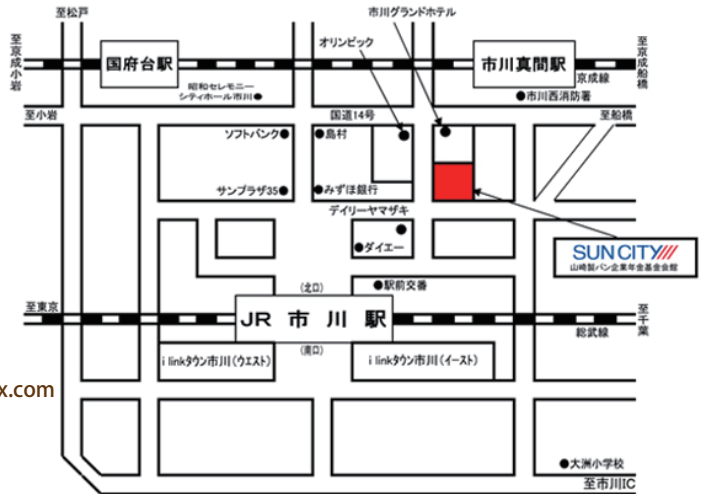 至松戸
市川グランドホテル
至京成小岩
オリンピック
至京成船橋
国府台駅
市川真間駅
京成線
昭和セレモニー
シティホール市川●
●市川西消防署
至小岩
国道14号
至船橋
ソフトバンク●
●島村
サンプラザ35●
●みずほ銀行
デイリーヤマザキ
●ダイエー
SUN CITY
山崎製パン企業年金基金会館
(北口)
●駅前交番
至東京
JR 市 川 駅
至千葉
総武線
(南口)
i linkタウン市川(ウエスト)
i linkタウン市川(イースト)
x.com
●大洲小学校
至市川IC